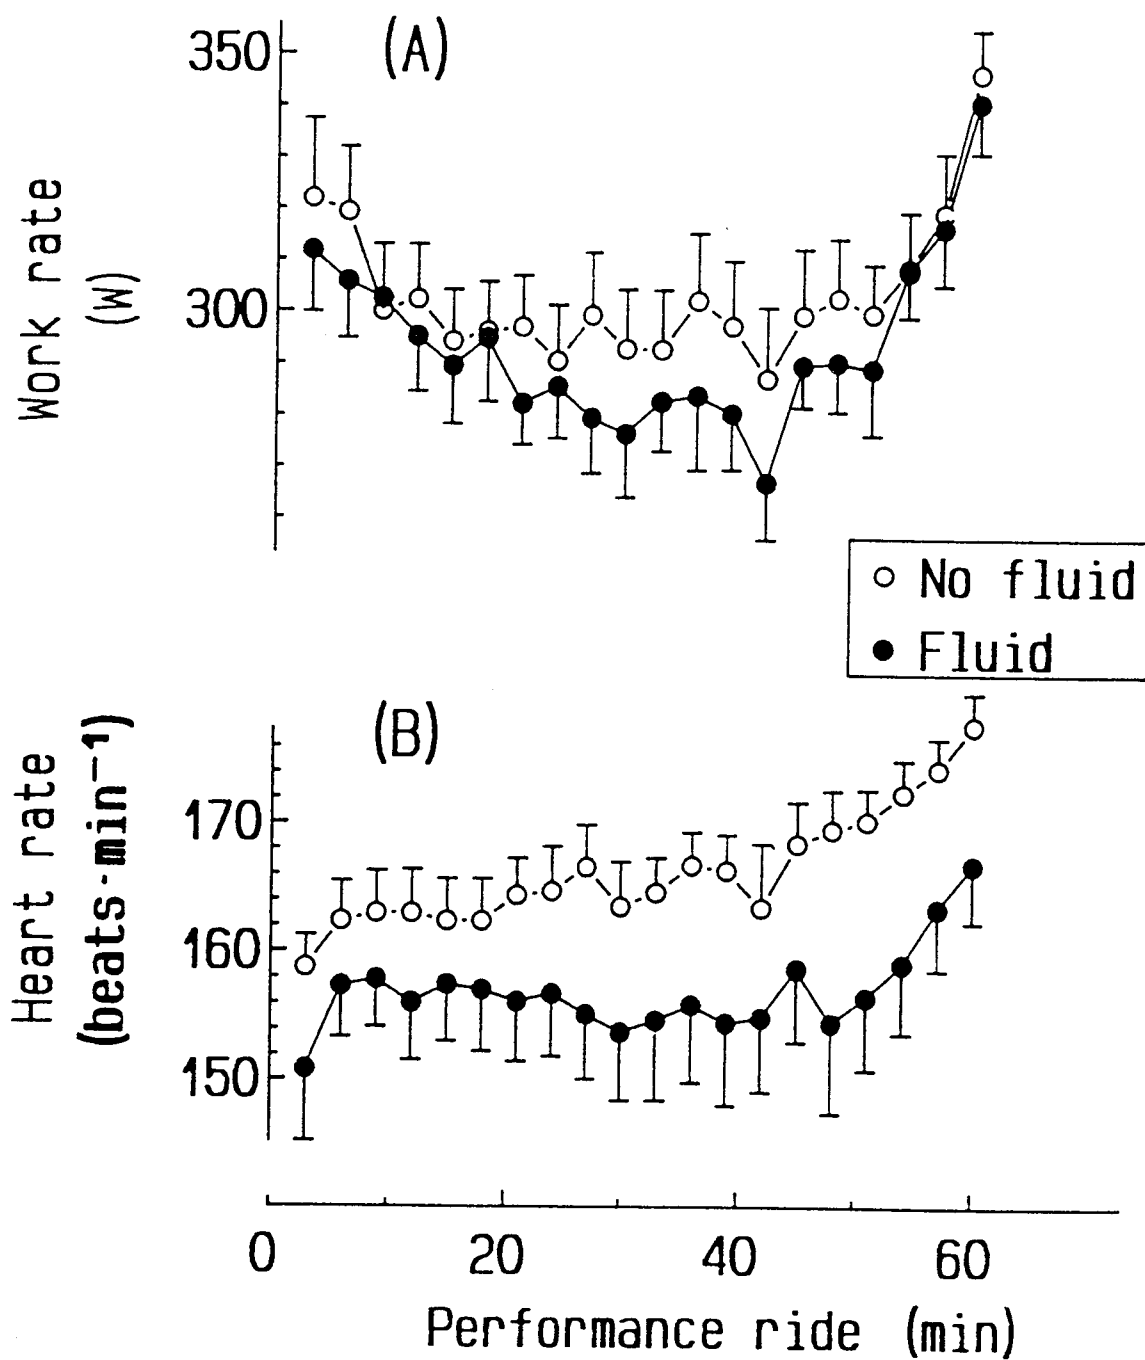 (A)
350
300
Work rate
(W)
No fluid
Fluid
(B)
170
160
150
Heart rate
(beats·min⁻¹)
0 20 40 60
Performance ride (min)